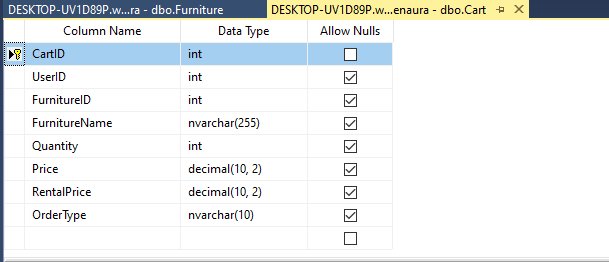 DESKTOP-UV1D89P.w...ra - dbo.Furniture DESKTOP-UV1D89P.w...enaura - dbo.Cart
Column Name Data Type Allow Nulls
CartID int
UserID int
FurnitureID int
FurnitureName nvarchar(255)
Quantity int
Price decimal(10, 2)
RentalPrice decimal(10, 2)
OrderType nvarchar(10)